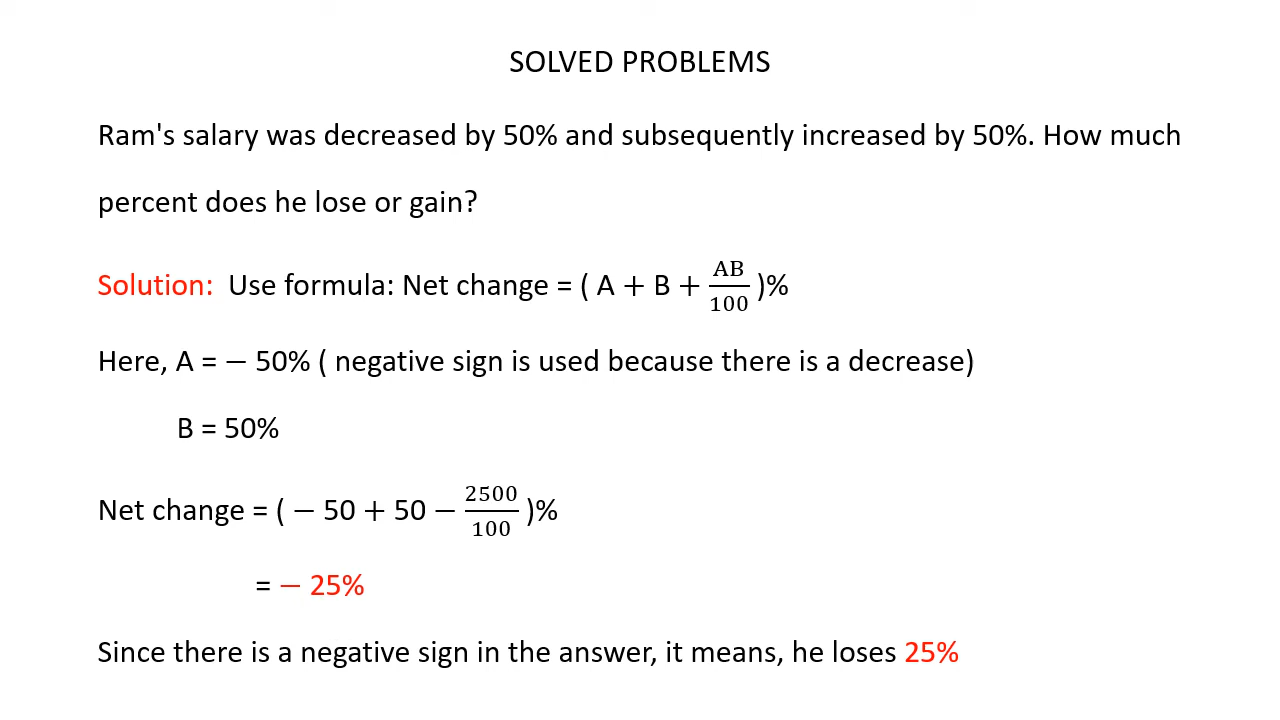 SOLVED PROBLEMS
Ram's salary was decreased by 50% and subsequently increased by 50%. How much
percent does he lose or gain?
Solution: Use formula: Net change = ( A + B + AB/100 )%
Here, A = − 50% ( negative sign is used because there is a decrease)
B = 50%
Net change = ( − 50 + 50 − 2500/100 )%
= − 25%
Since there is a negative sign in the answer, it means, he loses 25%